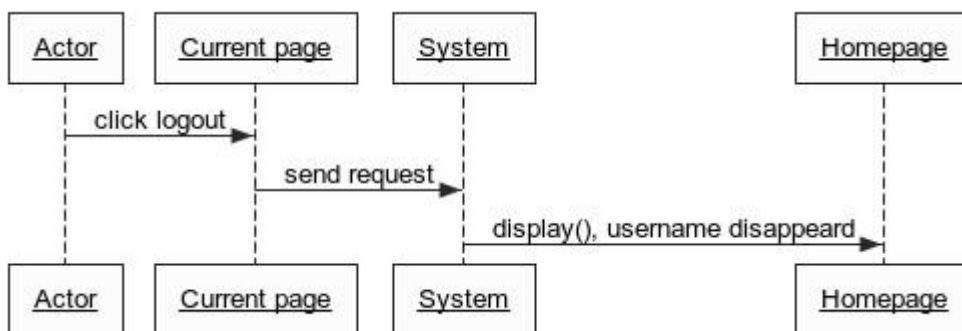 Actor
Current page
System
Homepage
click logout
send request
display(), username disappeard
Actor
Current page
System
Homepage